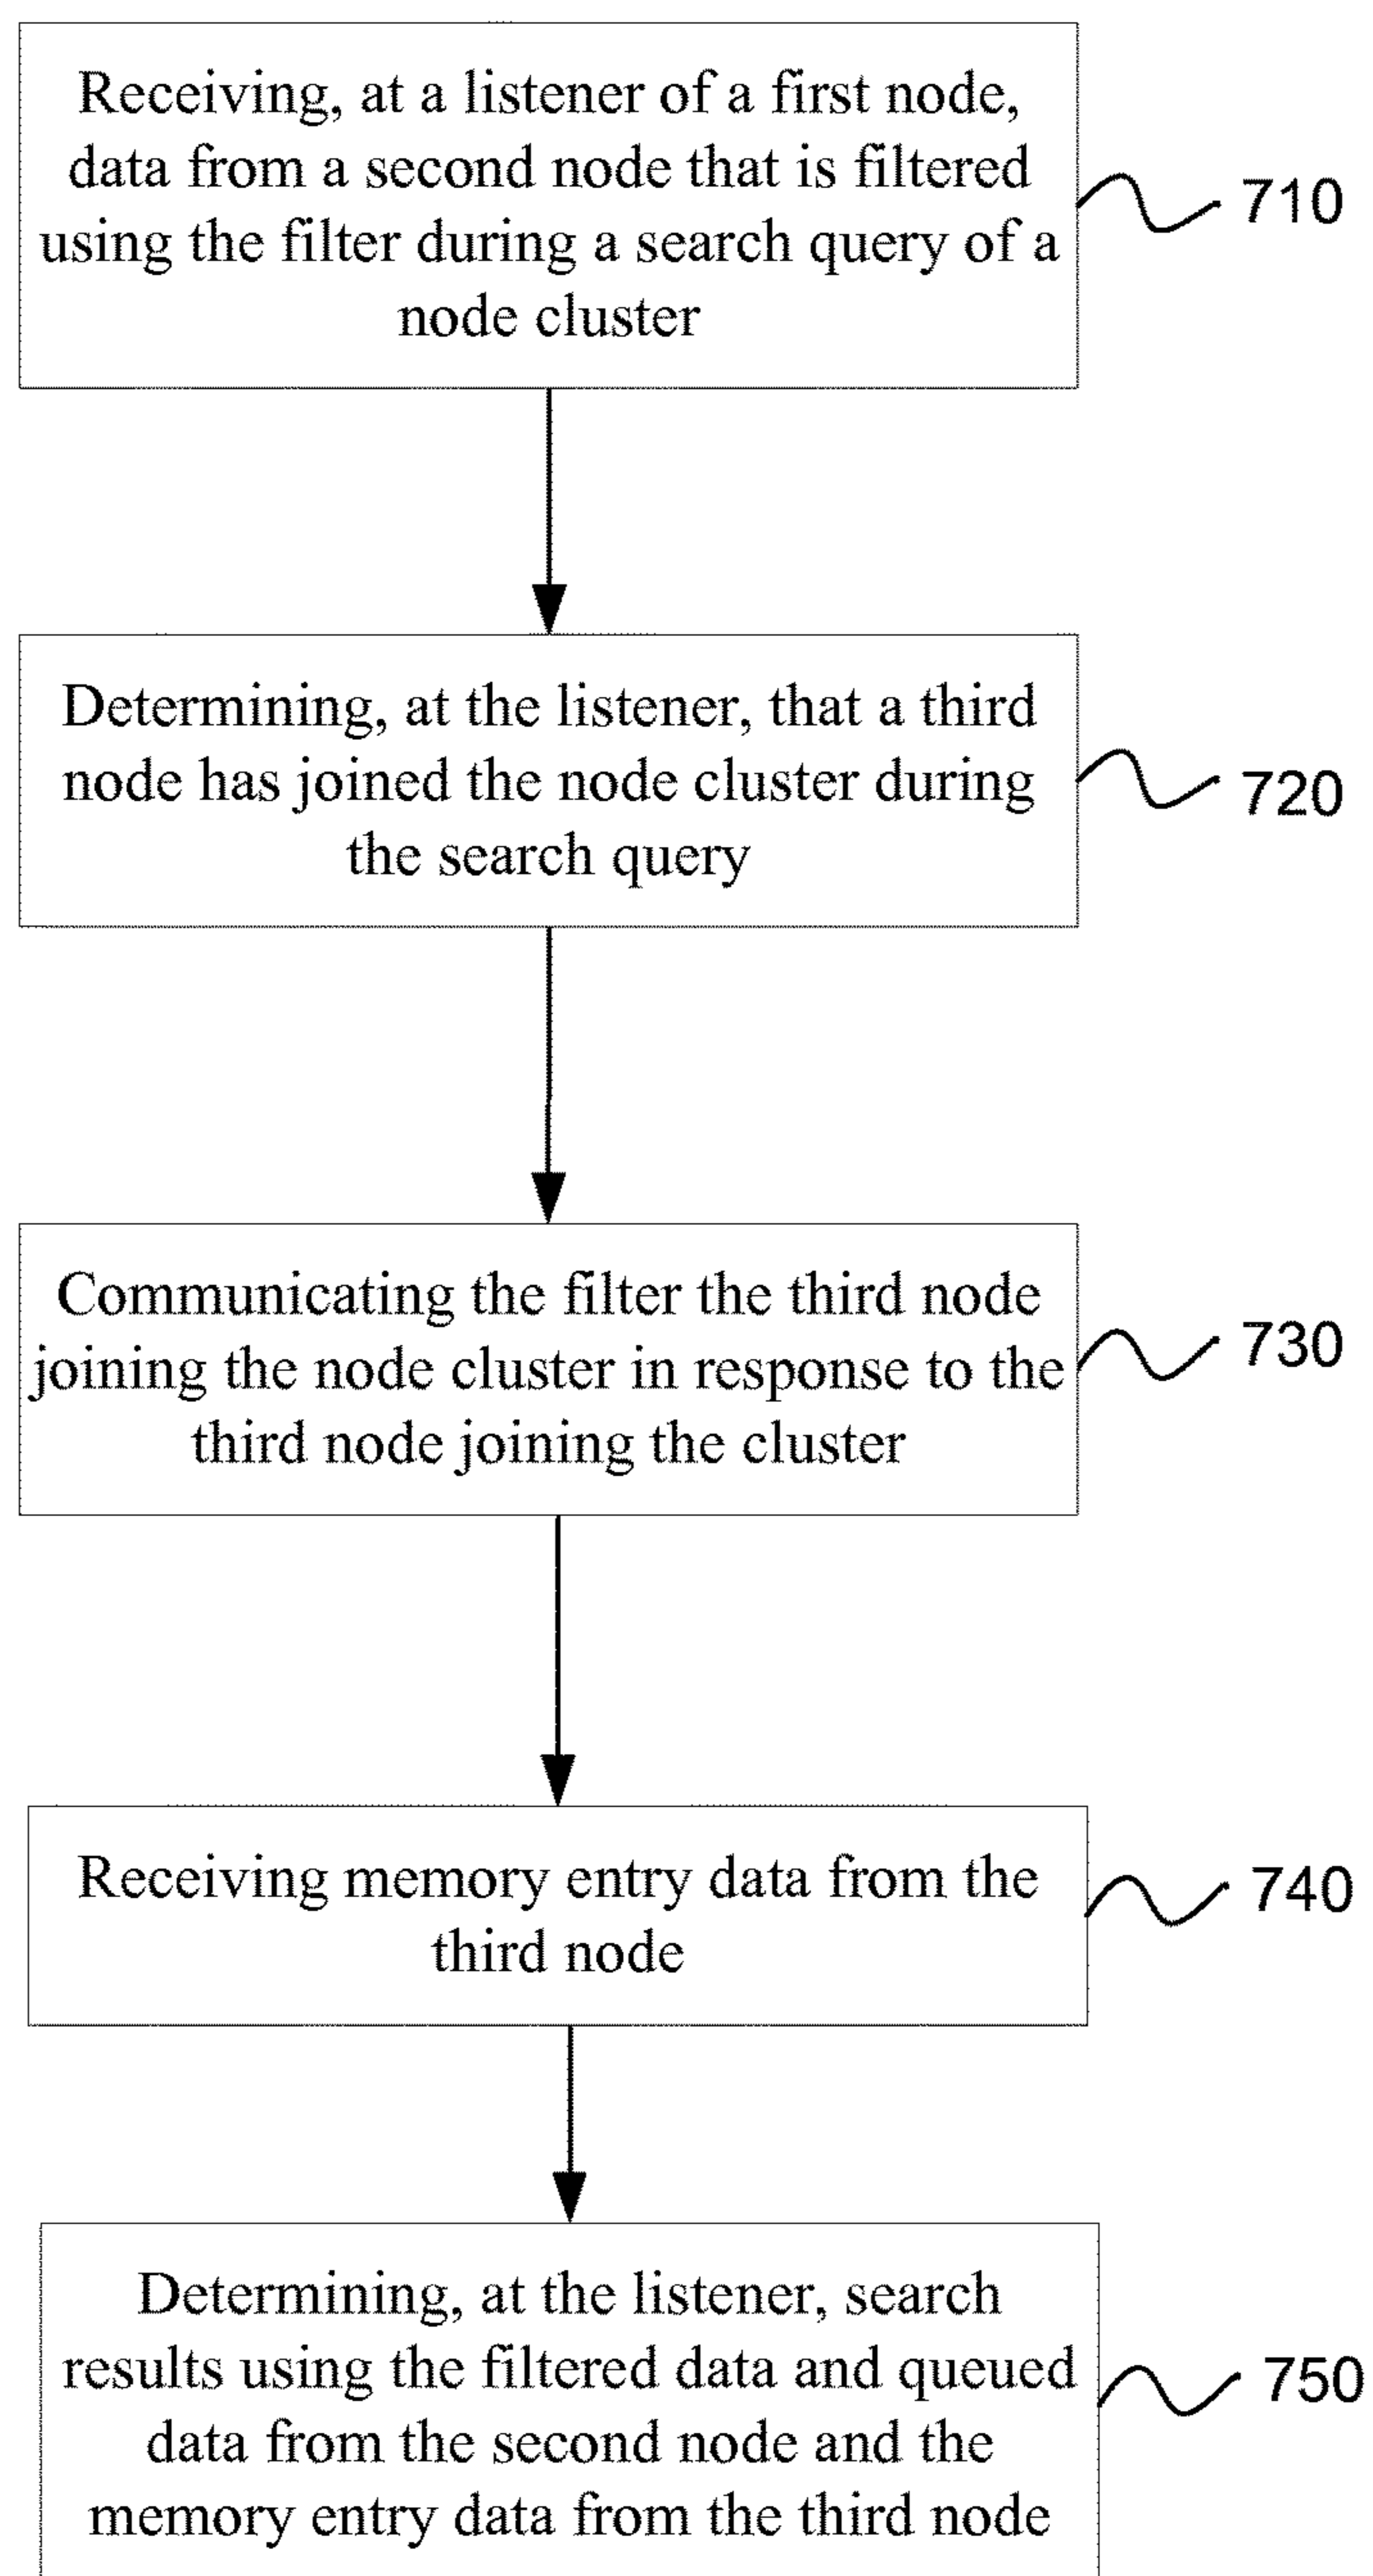 Receiving, at a listener of a first node,
data from a second node that is filtered
using the filter during a search query of a
node cluster
710
Determining, at the listener, that a third
node has joined the node cluster during
the search query
720
Communicating the filter the third node
joining the node cluster in response to the
third node joining the cluster
730
Receiving memory entry data from the
third node
740
Determining, at the listener, search
results using the filtered data and queued
data from the second node and the
memory entry data from the third node
750